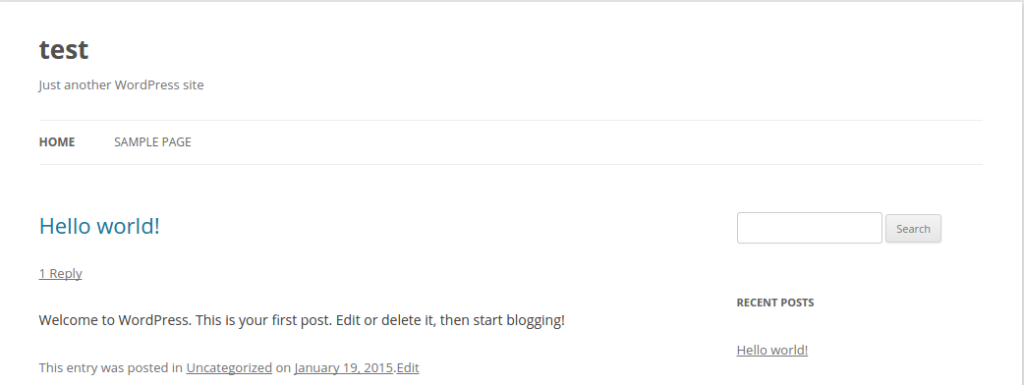 test
Just another WordPress site
HOME SAMPLE PAGE
Hello world!
1 Reply
Welcome to WordPress. This is your first post. Edit or delete it, then start blogging!
This entry was posted in Uncategorized on January 19, 2015.Edit
Search
RECENT POSTS
Hello world!